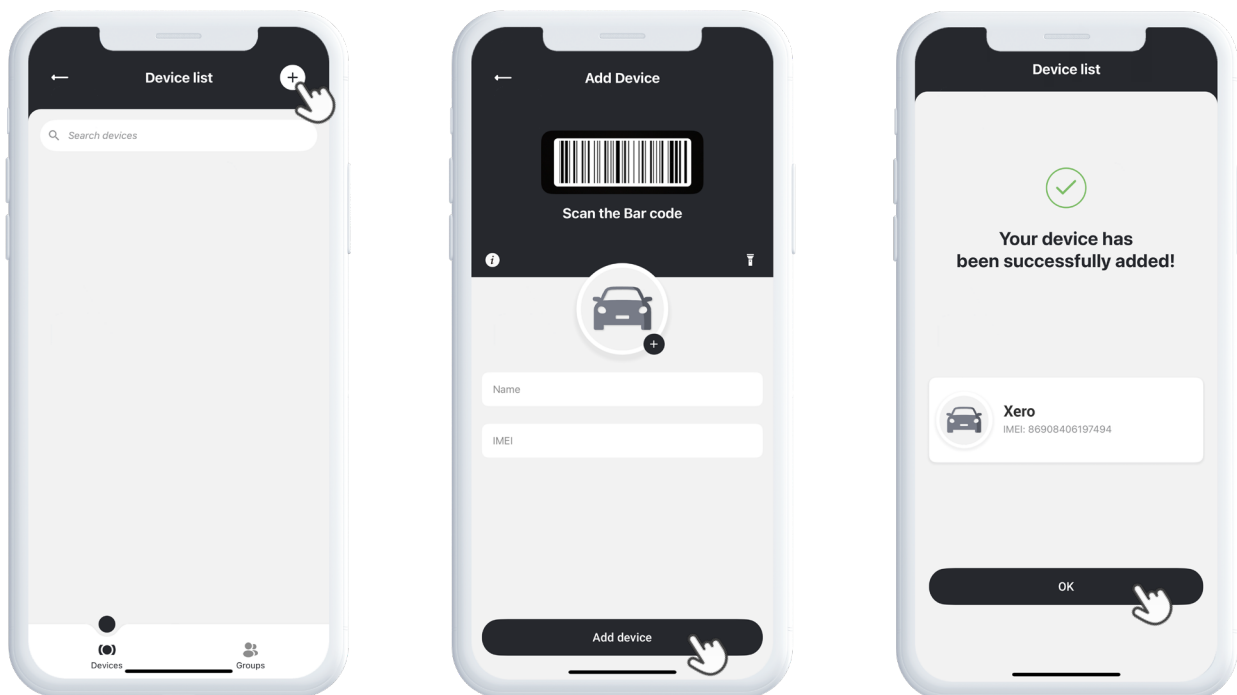 Device list
Search devices
Devices
Groups
Add Device
Scan the Bar code
Name
IMEI
Add device
Device list
Your device has
been successfully added!
Xero
IMEI: 86908406197494
OK